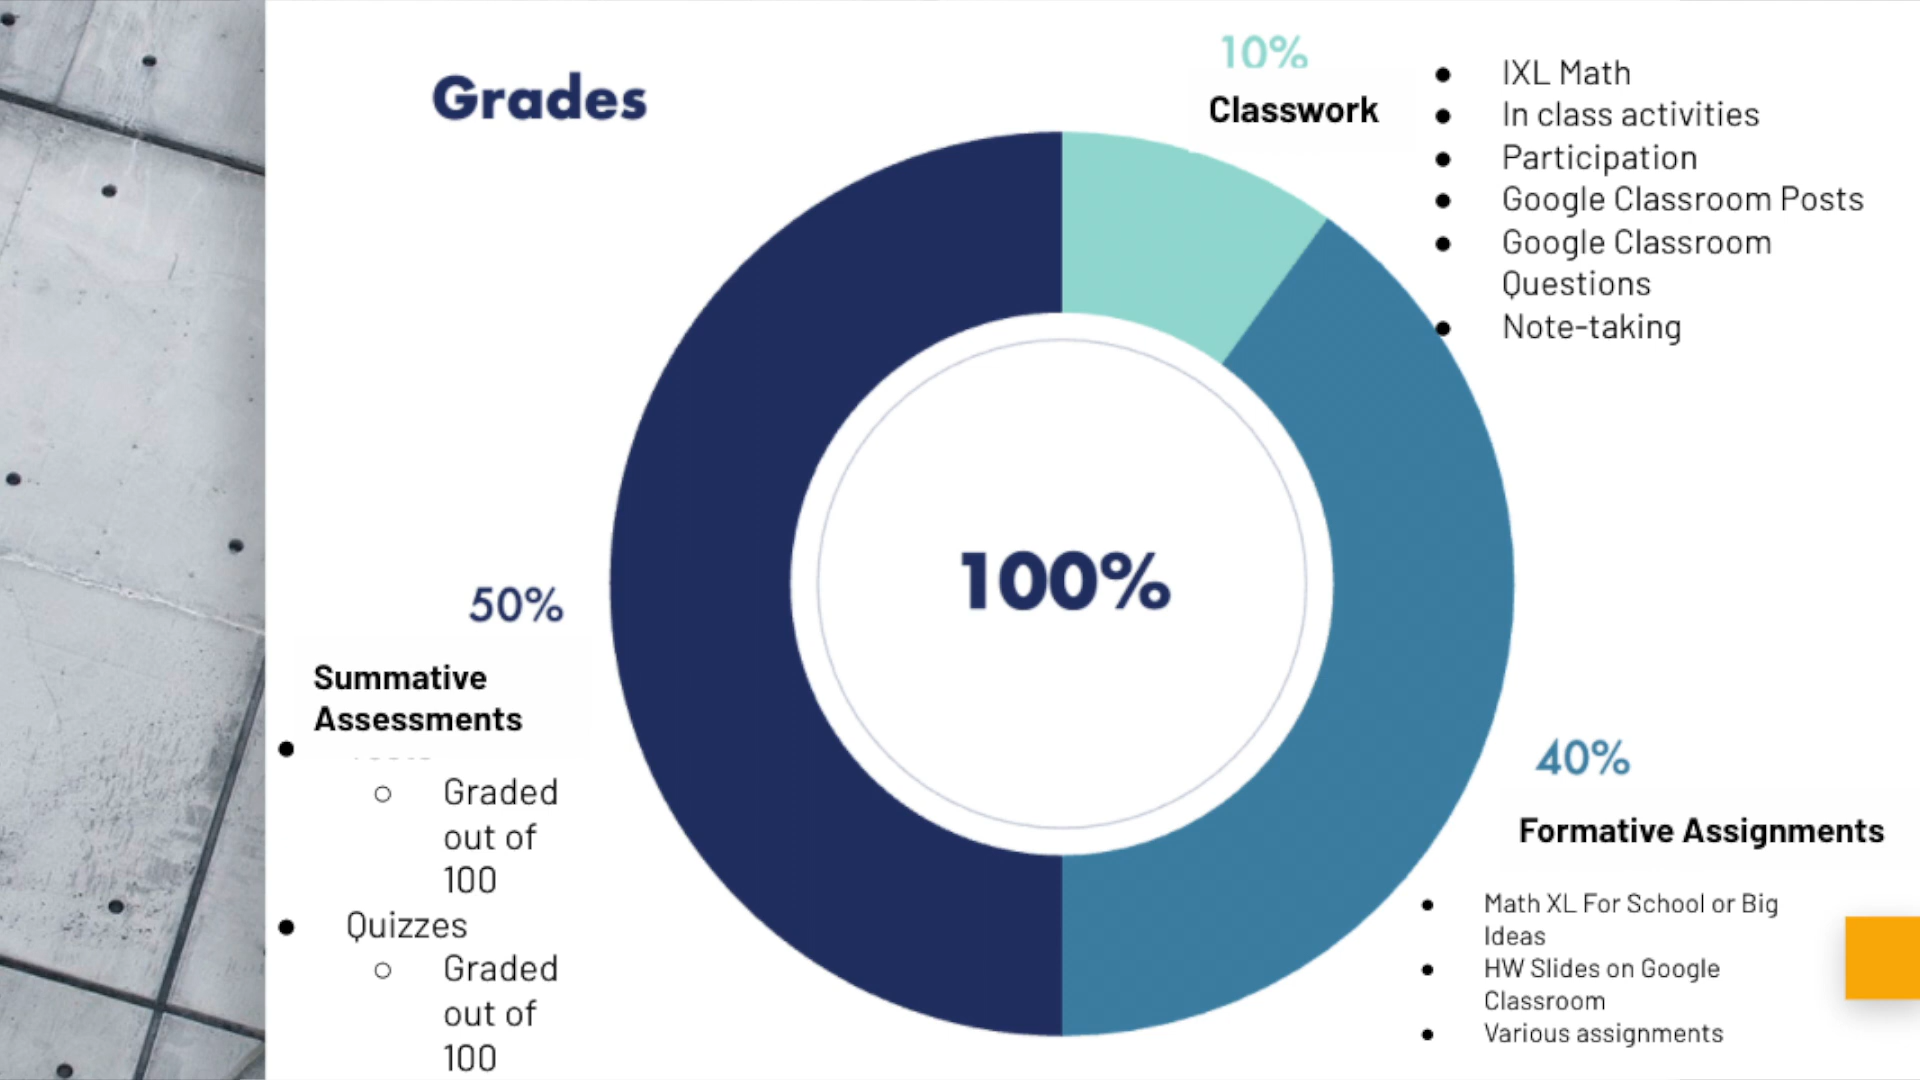 Grades
10%
Classwork
IXL Math
In class activities
Participation
Google Classroom Posts
Google Classroom
Questions
Note-taking
100%
50%
Summative
Assessments
Graded
out of
100
Quizzes
Graded
out of
100
40%
Formative Assignments
Math XL For School or Big
Ideas
HW Slides on Google
Classroom
Various assignments